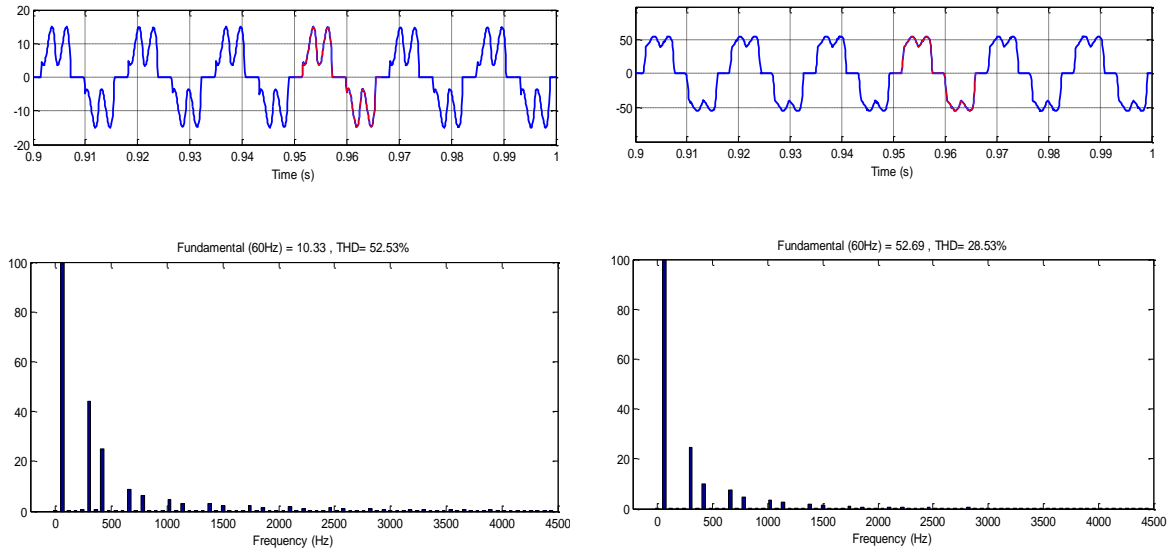 20
10
0
-10
-20
0.9 0.91 0.92 0.93 0.94 0.95 0.96 0.97 0.98 0.99 1
Time (s)
50
0
-50
0.9 0.91 0.92 0.93 0.94 0.95 0.96 0.97 0.98 0.99 1
Time (s)
Fundamental (60Hz) = 10.33 , THD= 52.53%
100
80
60
40
20
0
0 500 1000 1500 2000 2500 3000 3500 4000 4500
Frequency (Hz)
Fundamental (60Hz) = 52.69 , THD= 28.53%
100
80
60
40
20
0
0 500 1000 1500 2000 2500 3000 3500 4000 4500
Frequency (Hz)